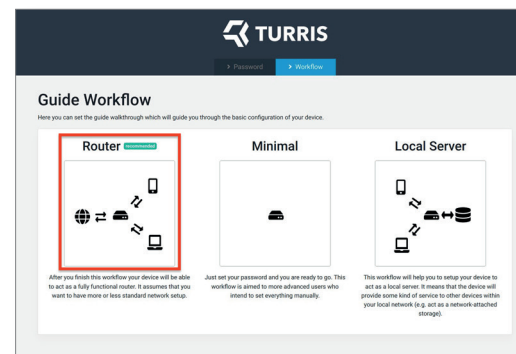 TURRIS
> Password > Workflow
Guide Workflow
Here you can set the guide walkthrough which will guide you through the basic configuration of your device.
Router recommended
After you finish this workflow your device will be able
to act as a fully functional router. It assumes that you
want to have more or less standard network setup.
Minimal
Just set your password and you are ready to go. This
workflow is aimed to more advanced users who
intend to set everything manually.
Local Server
This workflow will help you to setup your device to
act as a local server. It means that the device will
provide some kind of service to other devices within
your local network (e.g. act as a network-attached
storage).